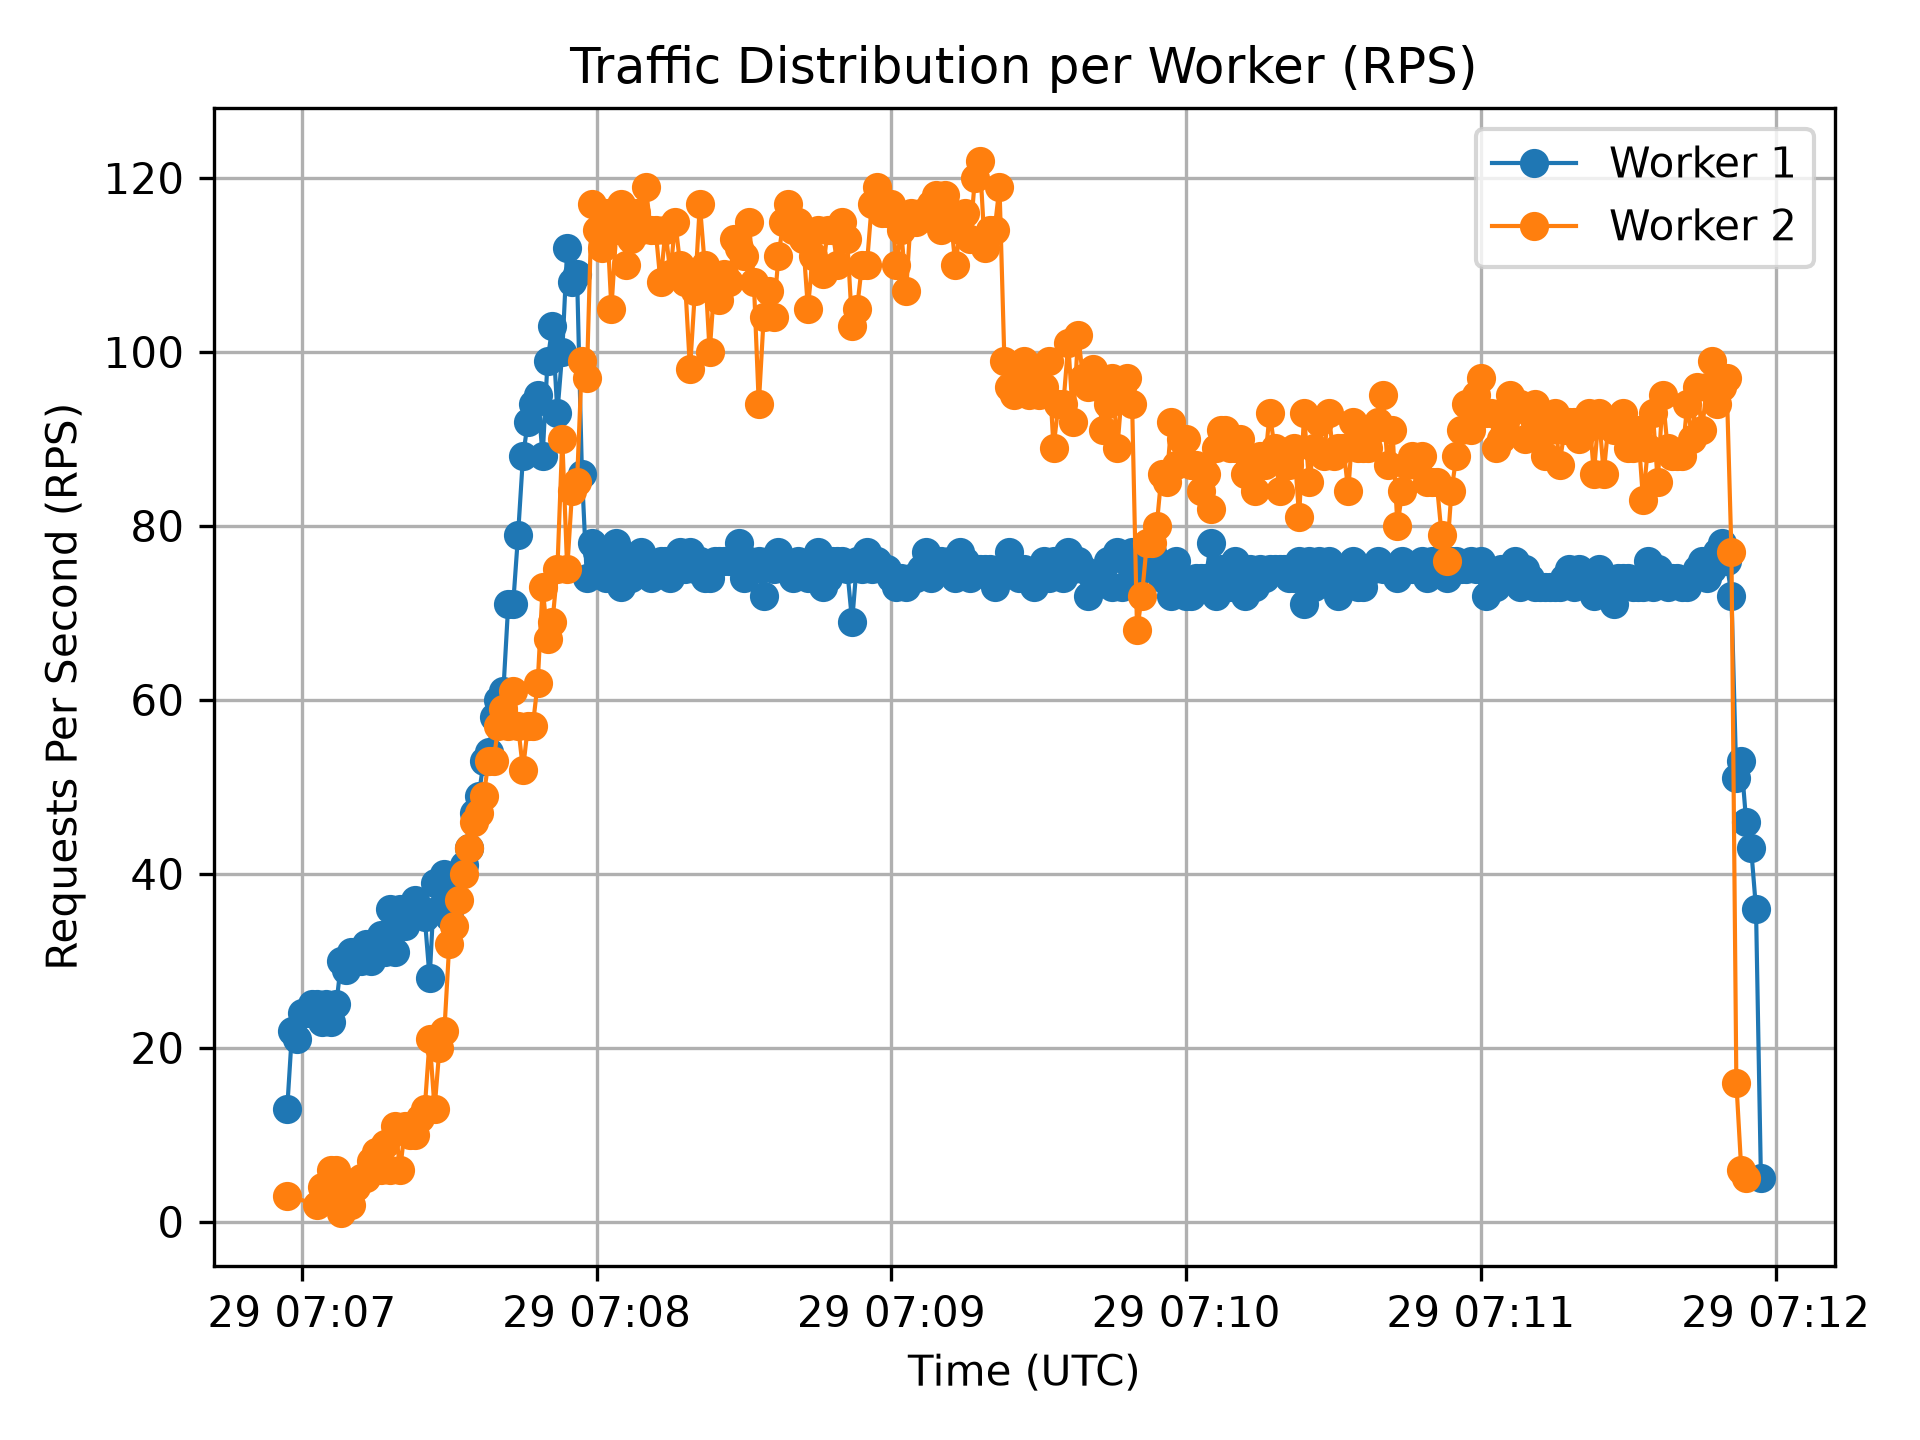 Traffic Distribution per Worker (RPS)
Worker 1
Worker 2
Requests Per Second (RPS)
120
100
80
60
40
20
0
29 07:07
29 07:08
29 07:09
29 07:10
29 07:11
29 07:12
Time (UTC)